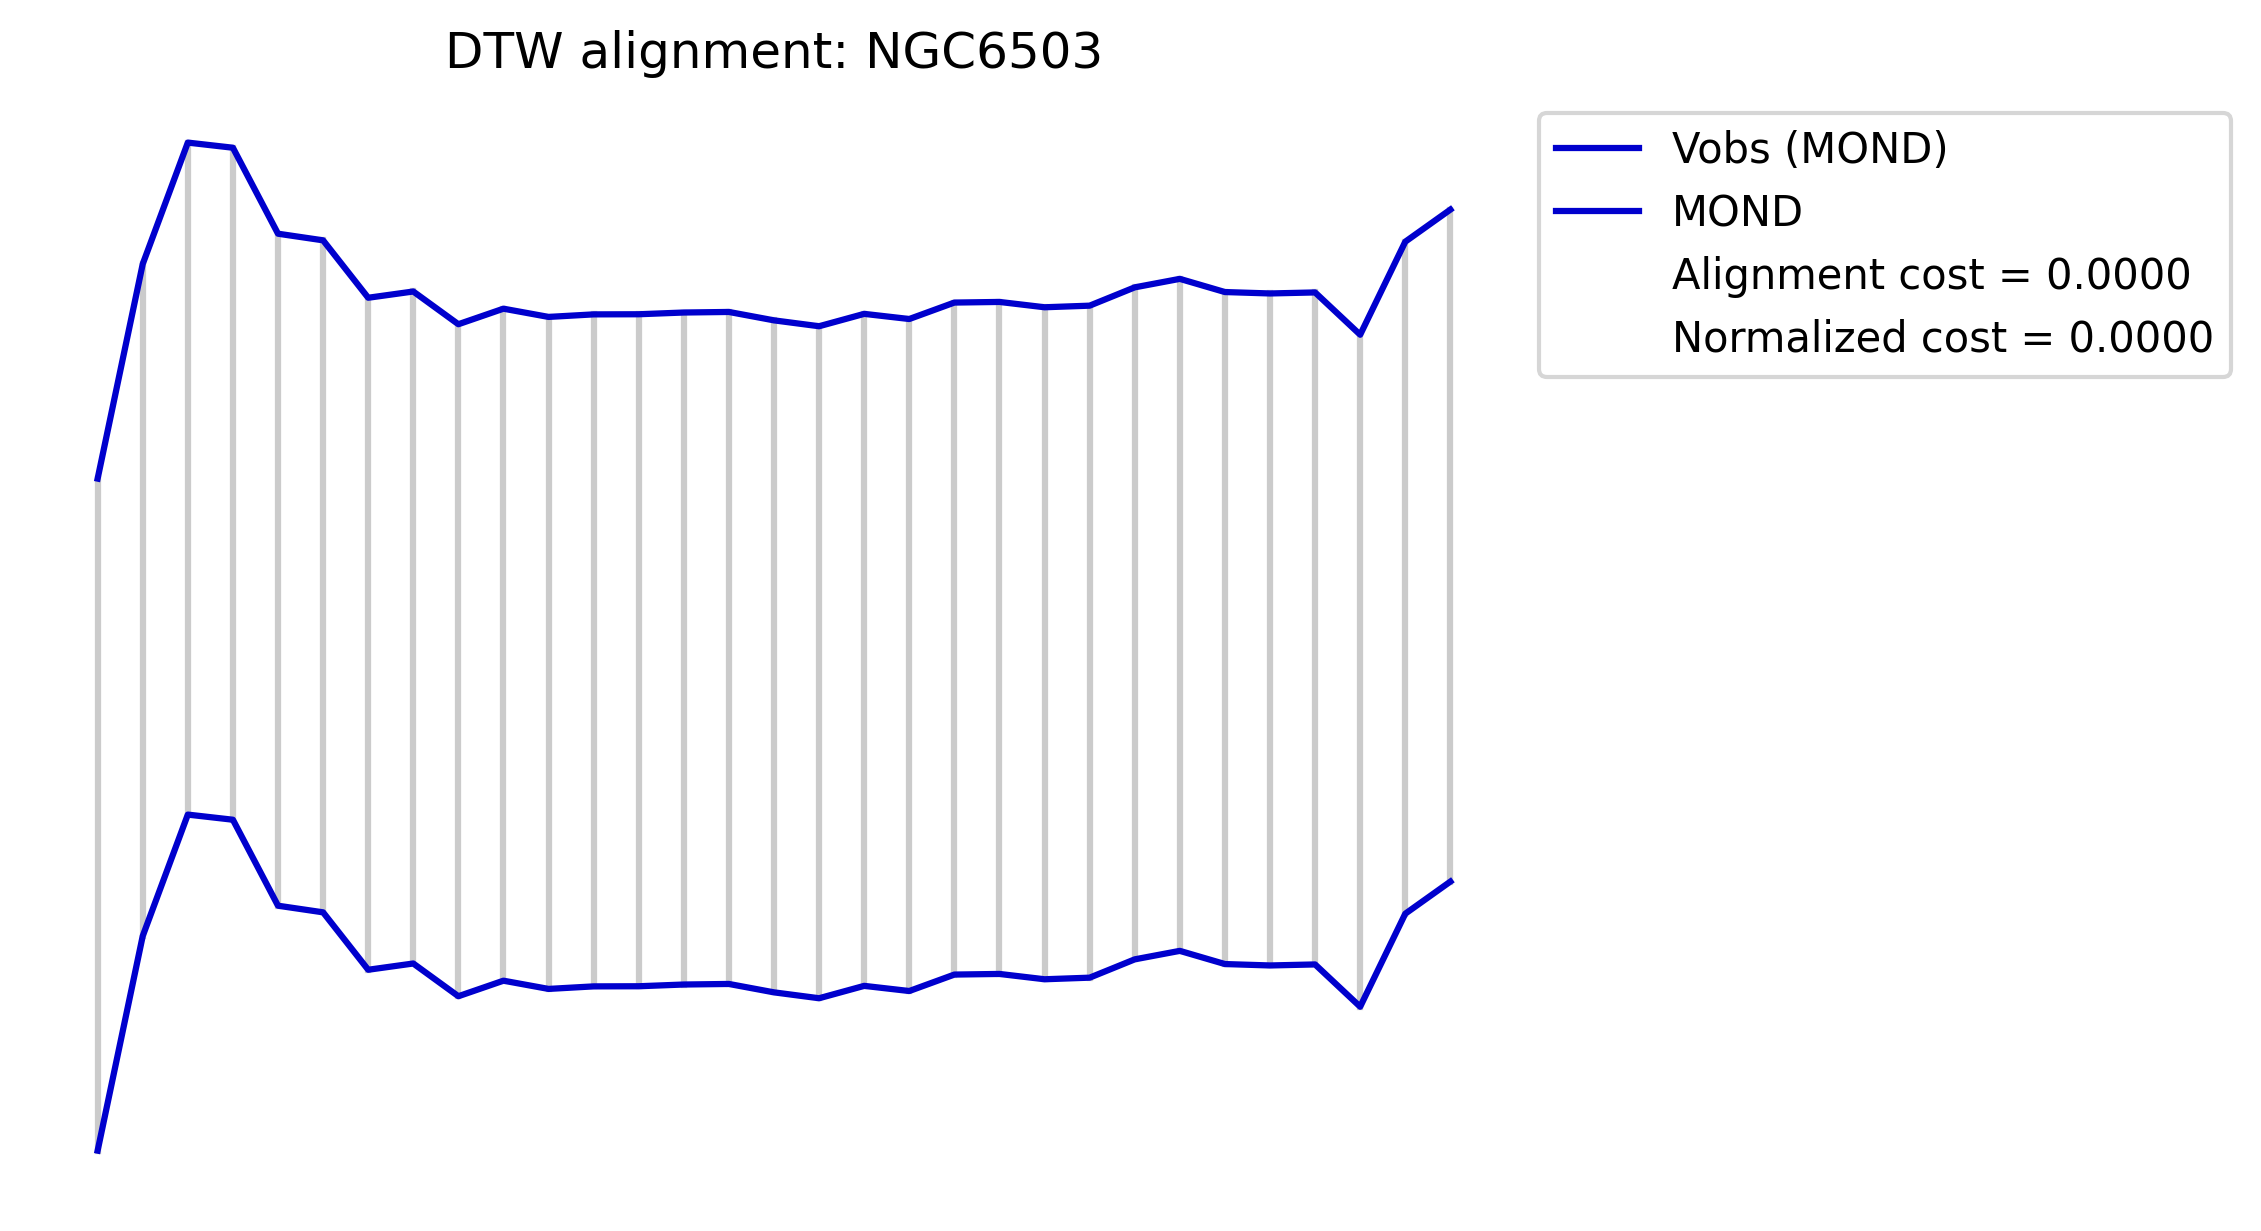 DTW alignment: NGC6503
Vobs (MOND)
MOND
Alignment cost = 0.0000
Normalized cost = 0.0000